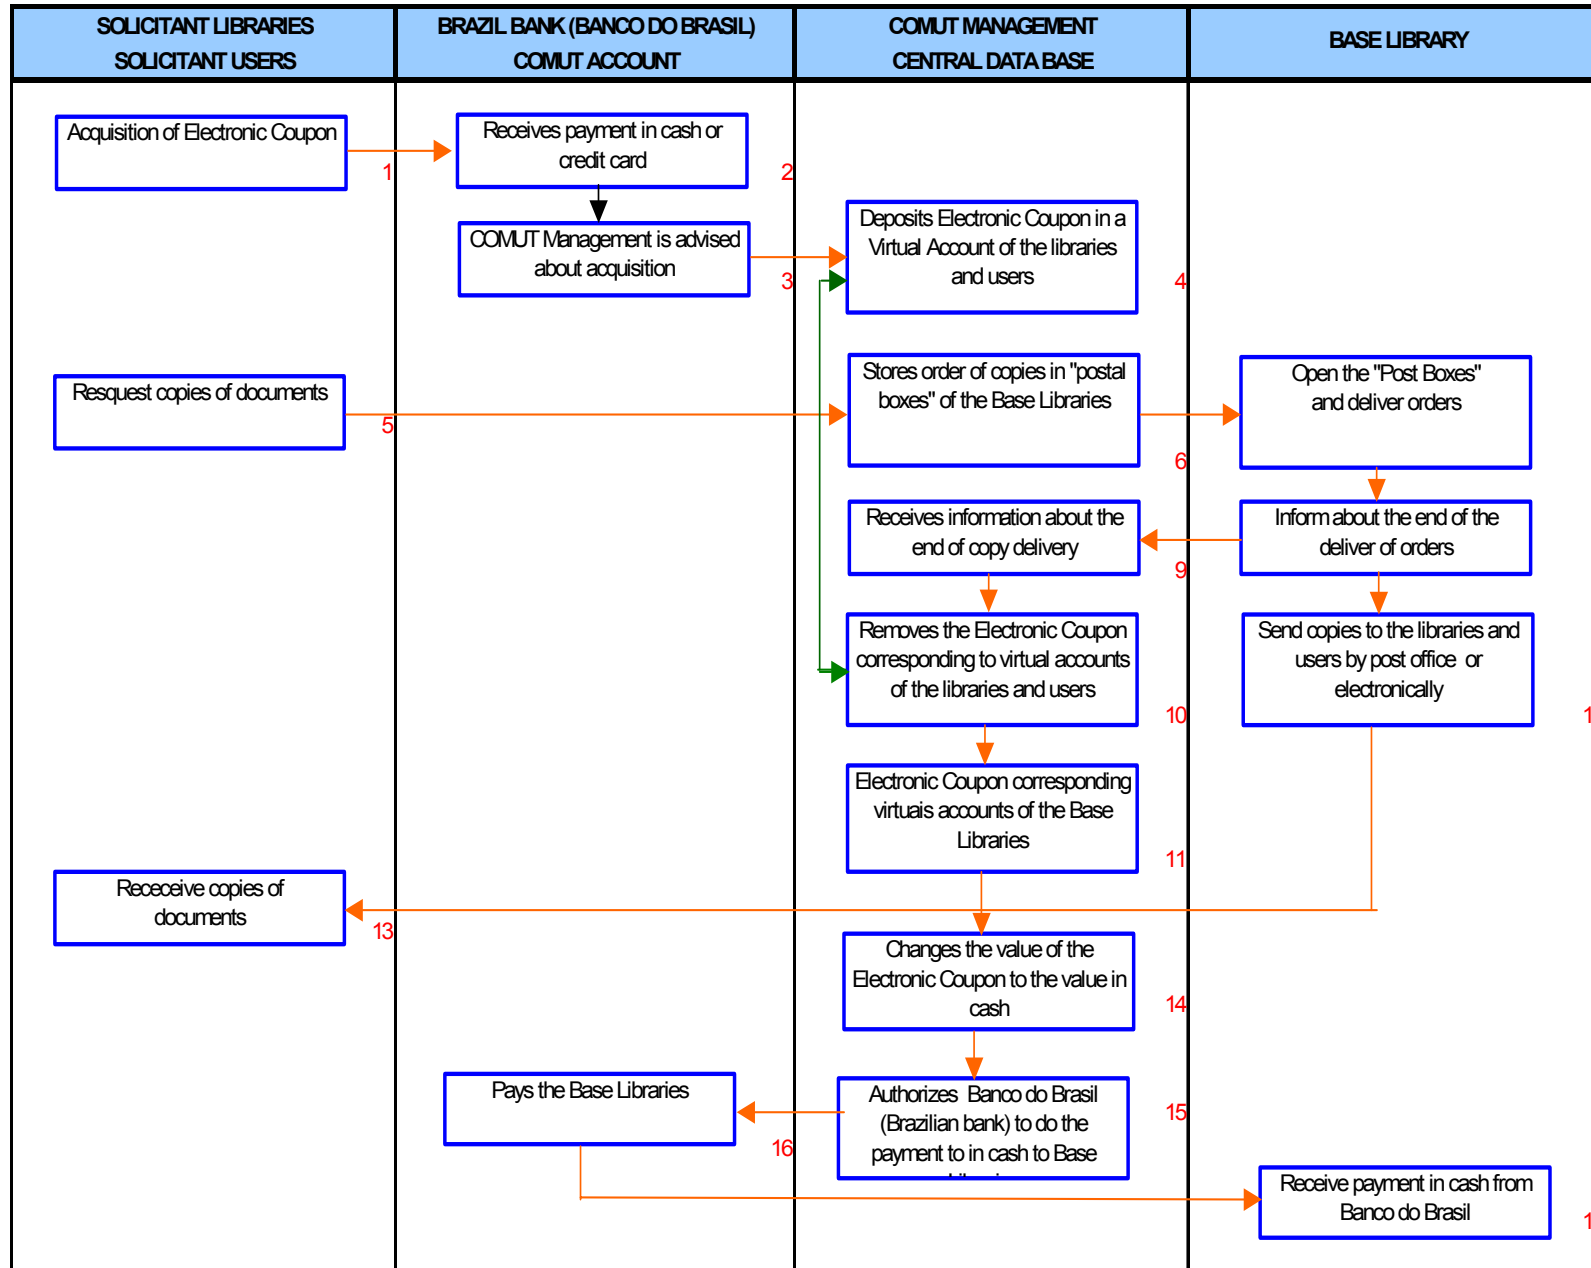 SOLICITANT LIBRARIES
SOLICITANT USERS
BRAZIL BANK (BANCO DO BRASIL)
COMUT ACCOUNT
COMUT MANAGEMENT
CENTRAL DATA BASE
BASE LIBRARY
Acquisition of Electronic Coupon
1
Receives payment in cash or
credit card
2
COMUT Management is advised
about acquisition
3
Deposits Electronic Coupon in a
Virtual Account of the libraries
and users
4
Resquest copies of documents
5
Stores order of copies in "postal
boxes" of the Base Libraries
6
Open the "Post Boxes"
and deliver orders
Receives information about the
end of copy delivery
9
Inform about the end of the
deliver of orders
Removes the Electronic Coupon
corresponding to virtual accounts
of the libraries and users
10
Send copies to the libraries and
users by post office or
electronically
1
Electronic Coupon corresponding
virtuais accounts of the Base
Libraries
11
Receceive copies of
documents
13
Changes the value of the
Electronic Coupon to the value in
cash
14
Pays the Base Libraries
16
Authorizes Banco do Brasil
(Brazilian bank) to do the
payment to in cash to Base
15
Receive payment in cash from
Banco do Brasil
1